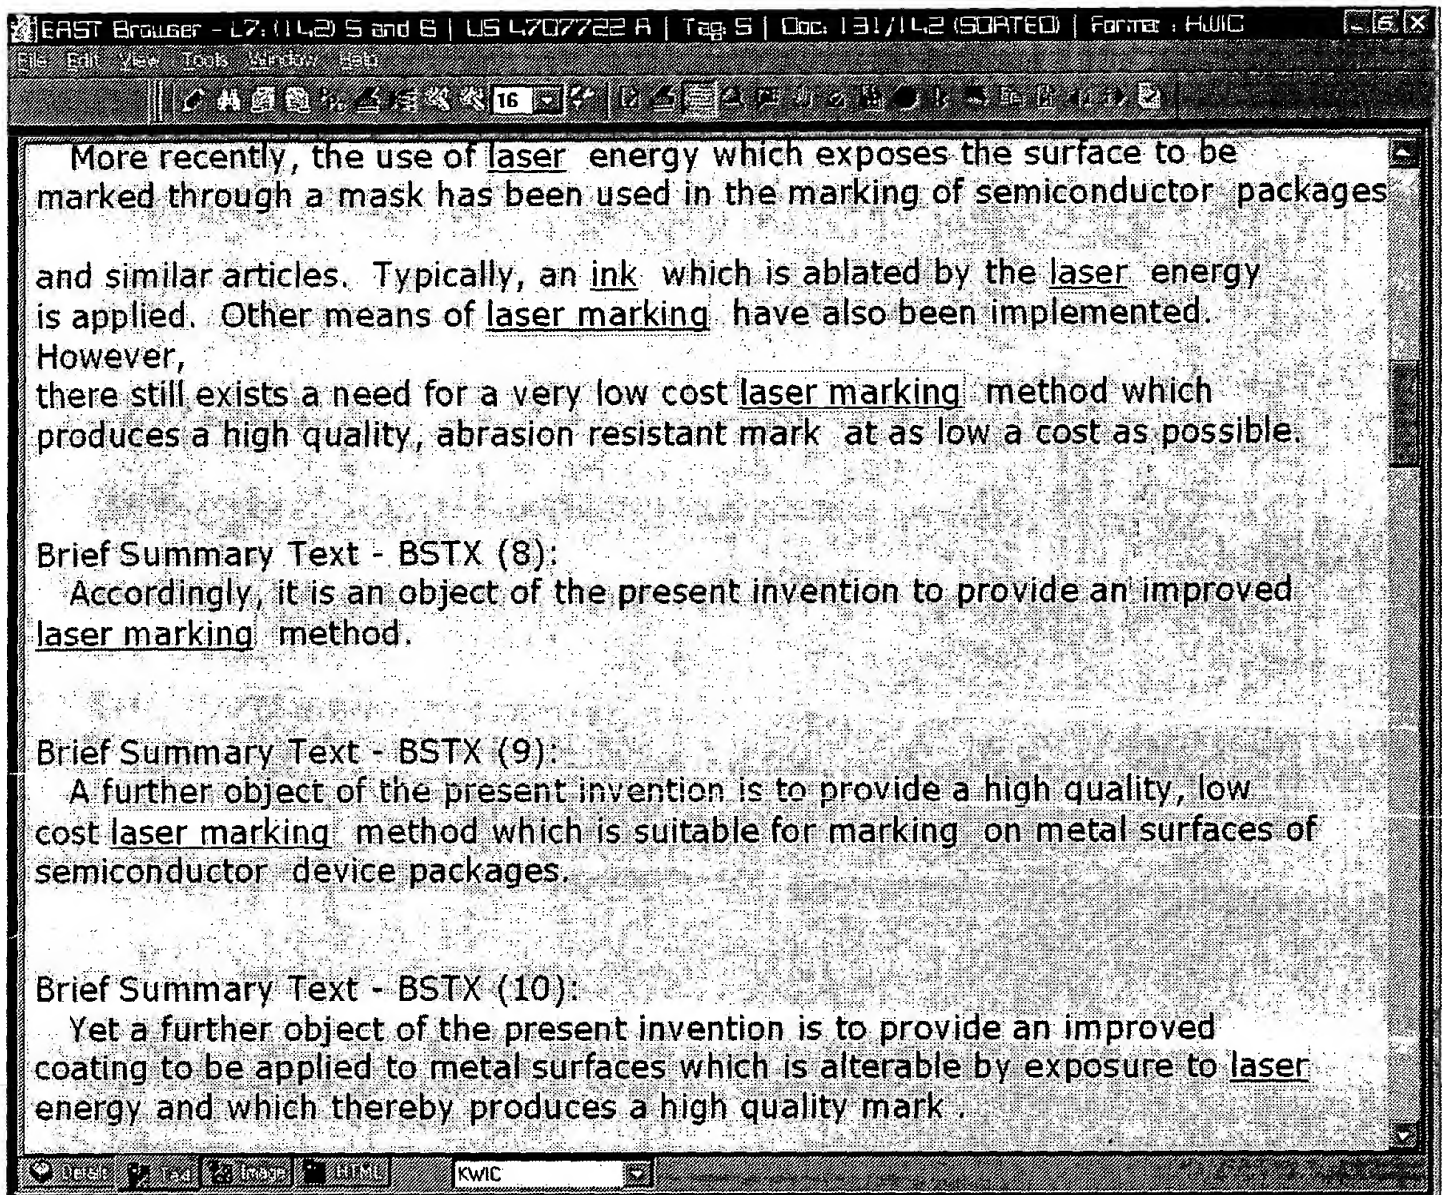 EAST Browser - L7: (142) 5 and 6 | US 4707722 A | Tag: S | Doc: 131/142 (SORTED) | Format : KWIC
File Edit View Tools Window Help
16
More recently, the use of laser energy which exposes the surface to be
marked through a mask has been used in the marking of semiconductor packages
and similar articles. Typically, an ink which is ablated by the laser energy
is applied. Other means of laser marking have also been implemented.
However,
there still exists a need for a very low cost laser marking method which
produces a high quality, abrasion resistant mark at as low a cost as possible.
Brief Summary Text - BSTX (8):
Accordingly, it is an object of the present invention to provide an improved
laser marking method.
Brief Summary Text - BSTX (9):
A further object of the present invention is to provide a high quality, low
cost laser marking method which is suitable for marking on metal surfaces of
semiconductor device packages.
Brief Summary Text - BSTX (10):
Yet a further object of the present invention is to provide an improved
coating to be applied to metal surfaces which is alterable by exposure to laser
energy and which thereby produces a high quality mark .
Details Text Image HTML KWIC